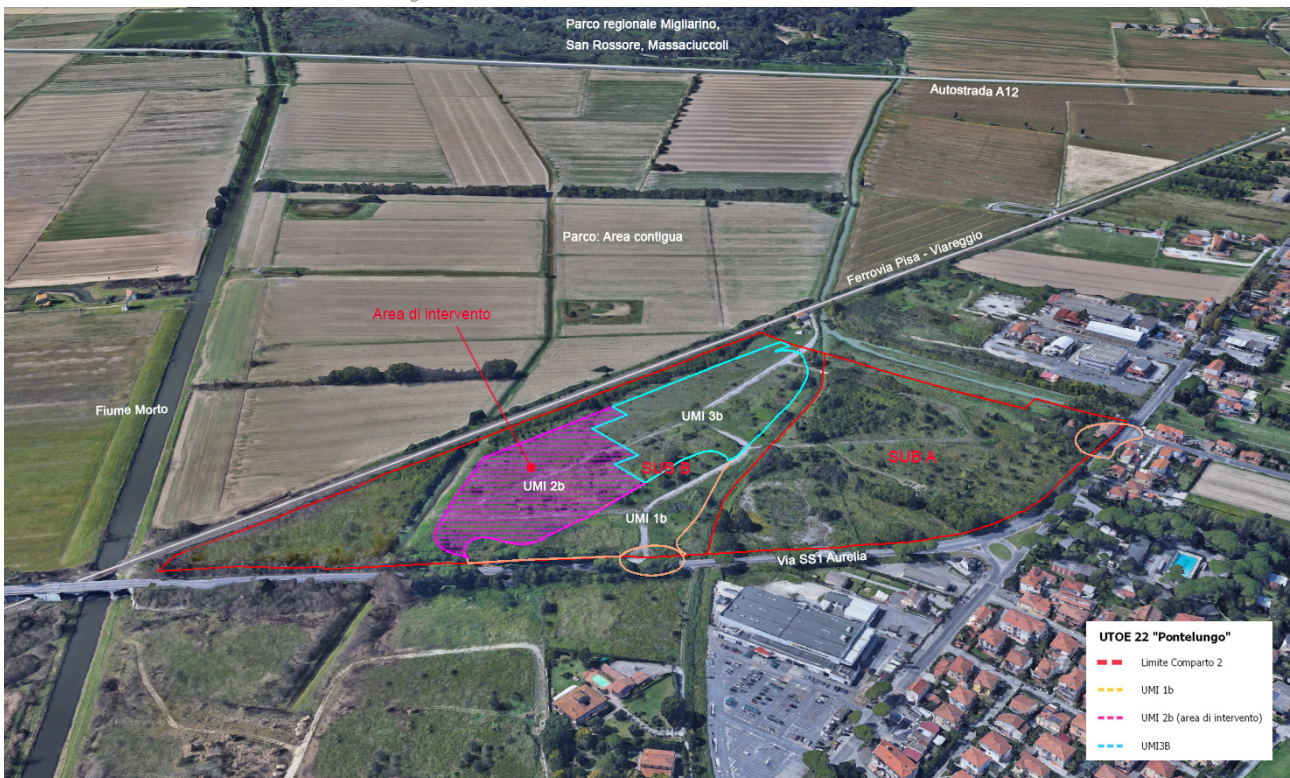 Parco regionale Migliarino,
San Rossore, Massaciuccoli
Autostrada A12
Parco: Area contigua
Ferrovia Pisa - Viareggio
Area di intervento
Fiume Morto
UMI 3b
SUB B
SUB A
UMI 2b
UMI 1b
Via SS1 Aurelia
UTOE 22 "Pontelungo"
Limite Comparto 2
UMI 1b
UMI 2b (area di intervento)
UMI3B